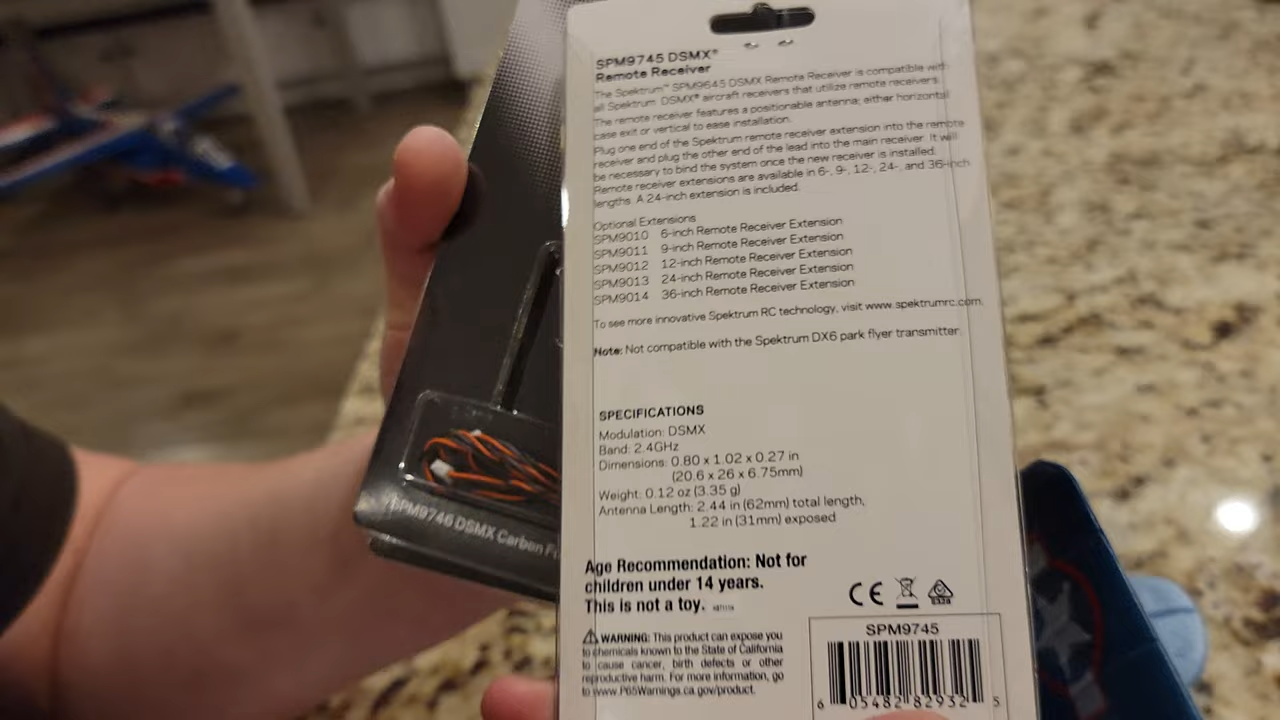 SPM9745 DSMX®
Remote Receiver
The Spektrum™ SPM9645 DSMX Remote Receiver is compatible with
all Spektrum DSMX® aircraft receivers that utilize remote receivers.
The remote receiver features a positionable antenna; either horizontal
case exit or vertical to ease installation.
Plug one end of the Spektrum remote receiver extension into the remote
receiver and plug the other end of the lead into the main receiver. It will
be necessary to bind the system once the new receiver is installed.
Remote receiver extensions are available in 6-, 9-, 12-, 24-, and 36-inch
lengths. A 24-inch extension is included.
Optional Extensions
SPM9010 6-inch Remote Receiver Extension
SPM9011 9-inch Remote Receiver Extension
SPM9012 12-inch Remote Receiver Extension
SPM9013 24-inch Remote Receiver Extension
SPM9014 36-inch Remote Receiver Extension
To see more innovative Spektrum RC technology, visit www.spektrumrc.com.
Note: Not compatible with the Spektrum DX6 park flyer transmitter.
SPECIFICATIONS
Modulation: DSMX
Band: 2.4GHz
Dimensions: 0.80 x 1.02 x 0.27 in
(20.6 x 26 x 6.75mm)
Weight: 0.12 oz (3.35 g)
Antenna Length: 2.44 in (62mm) total length,
1.22 in (31mm) exposed
Age Recommendation: Not for
children under 14 years.
This is not a toy.
CE
WARNING: This product can expose you
to chemicals known to the State of California
to cause cancer, birth defects or other
reproductive harm. For more information, go
to www.P65Warnings.ca.gov/product.
SPM9745
6 05482 82932 5
SPM9746 DSMX Carbon